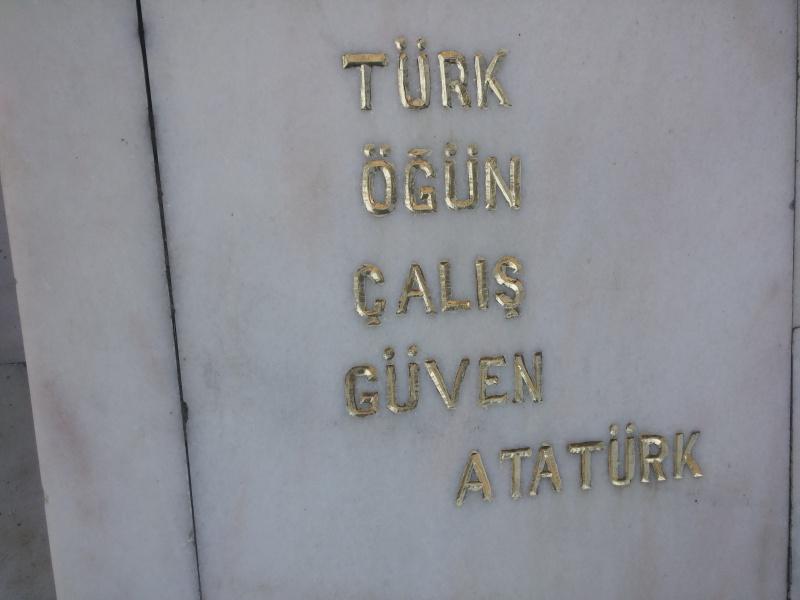 TÜRK
ÖĞÜN
ÇALIŞ
GÜVEN
ATATÜRK